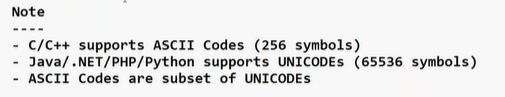 Note
----
- C/C++ supports ASCII Codes (256 symbols)
- Java/.NET/PHP/Python supports UNICODEs (65536 symbols)
- ASCII Codes are subset of UNICODEs